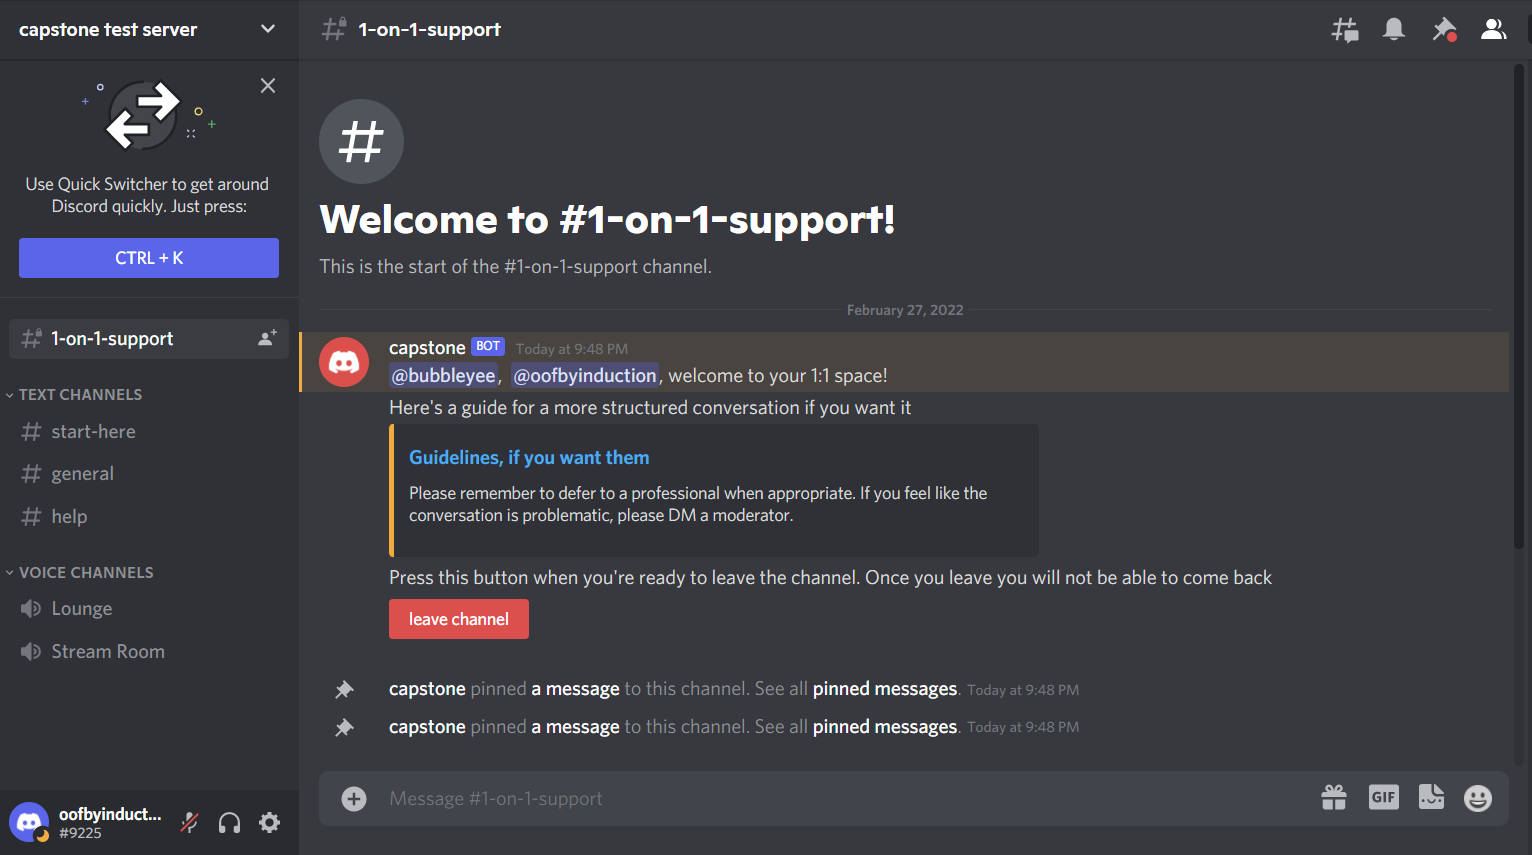 capstone test server
Use Quick Switcher to get around
Discord quickly. Just press:
CTRL + K
1-on-1-support
TEXT CHANNELS
start-here
general
help
VOICE CHANNELS
Lounge
Stream Room
oofbyinduct...
#9225
1-on-1-support
#
Welcome to #1-on-1-support!
This is the start of the #1-on-1-support channel.
February 27, 2022
capstone BOT Today at 9:48 PM
@bubbleyee, @oofbyinduction, welcome to your 1:1 space!
Here's a guide for a more structured conversation if you want it
Guidelines, if you want them
Please remember to defer to a professional when appropriate. If you feel like the
conversation is problematic, please DM a moderator.
Press this button when you're ready to leave the channel. Once you leave you will not be able to come back
leave channel
capstone pinned a message to this channel. See all pinned messages. Today at 9:48 PM
capstone pinned a message to this channel. See all pinned messages. Today at 9:48 PM
Message #1-on-1-support
GIF